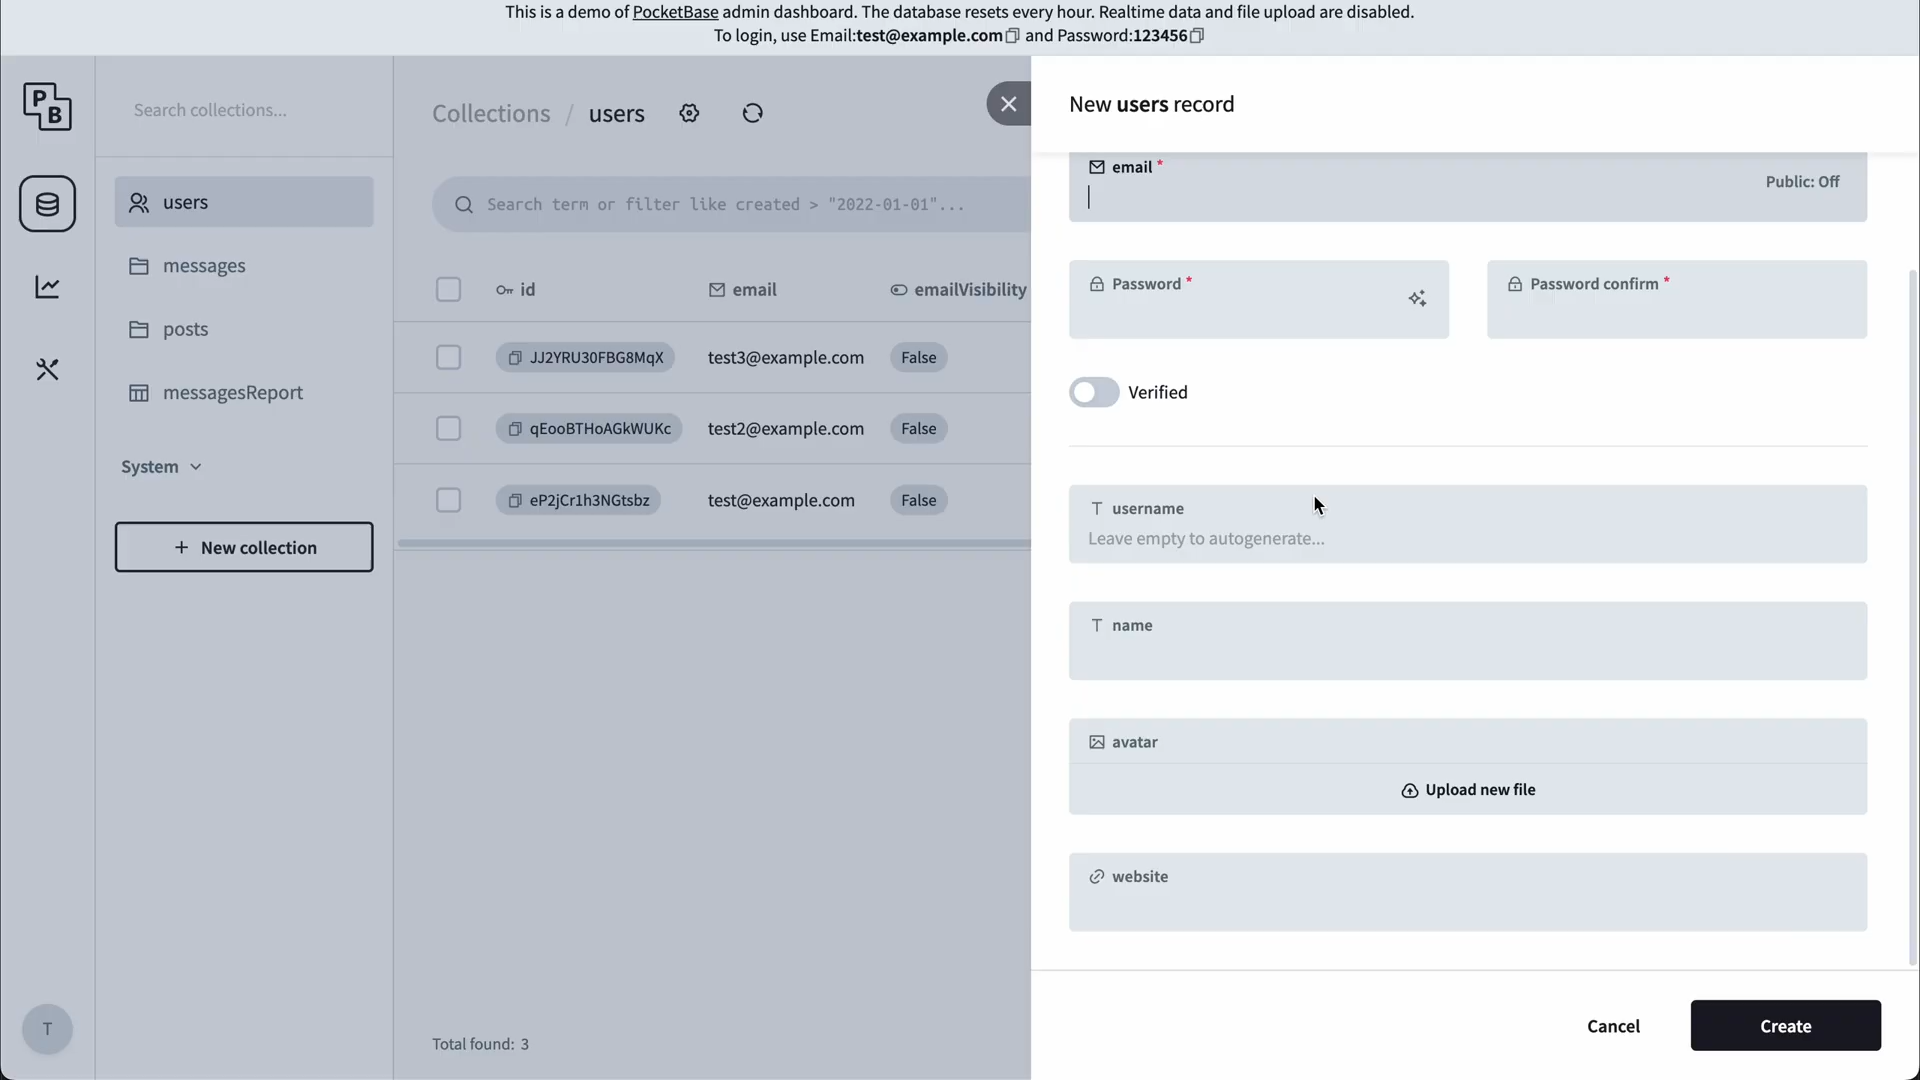 This is a demo of PocketBase admin dashboard. The database resets every hour. Realtime data and file upload are disabled.
To login, use Email:test@example.com and Password:123456
PB
Search collections...
users
messages
posts
messagesReport
System
+ New collection
T
Collections / users
Search term or filter like created > "2022-01-01"...
id email emailVisibility
JJ2YRU30FBG8MqX test3@example.com False
qEooBTHoAGkWUKc test2@example.com False
eP2jCr1h3NGtsbz test@example.com False
Total found: 3
New users record
email *
Public: Off
Password * Password confirm *
Verified
username
Leave empty to autogenerate...
name
avatar
Upload new file
website
Cancel Create